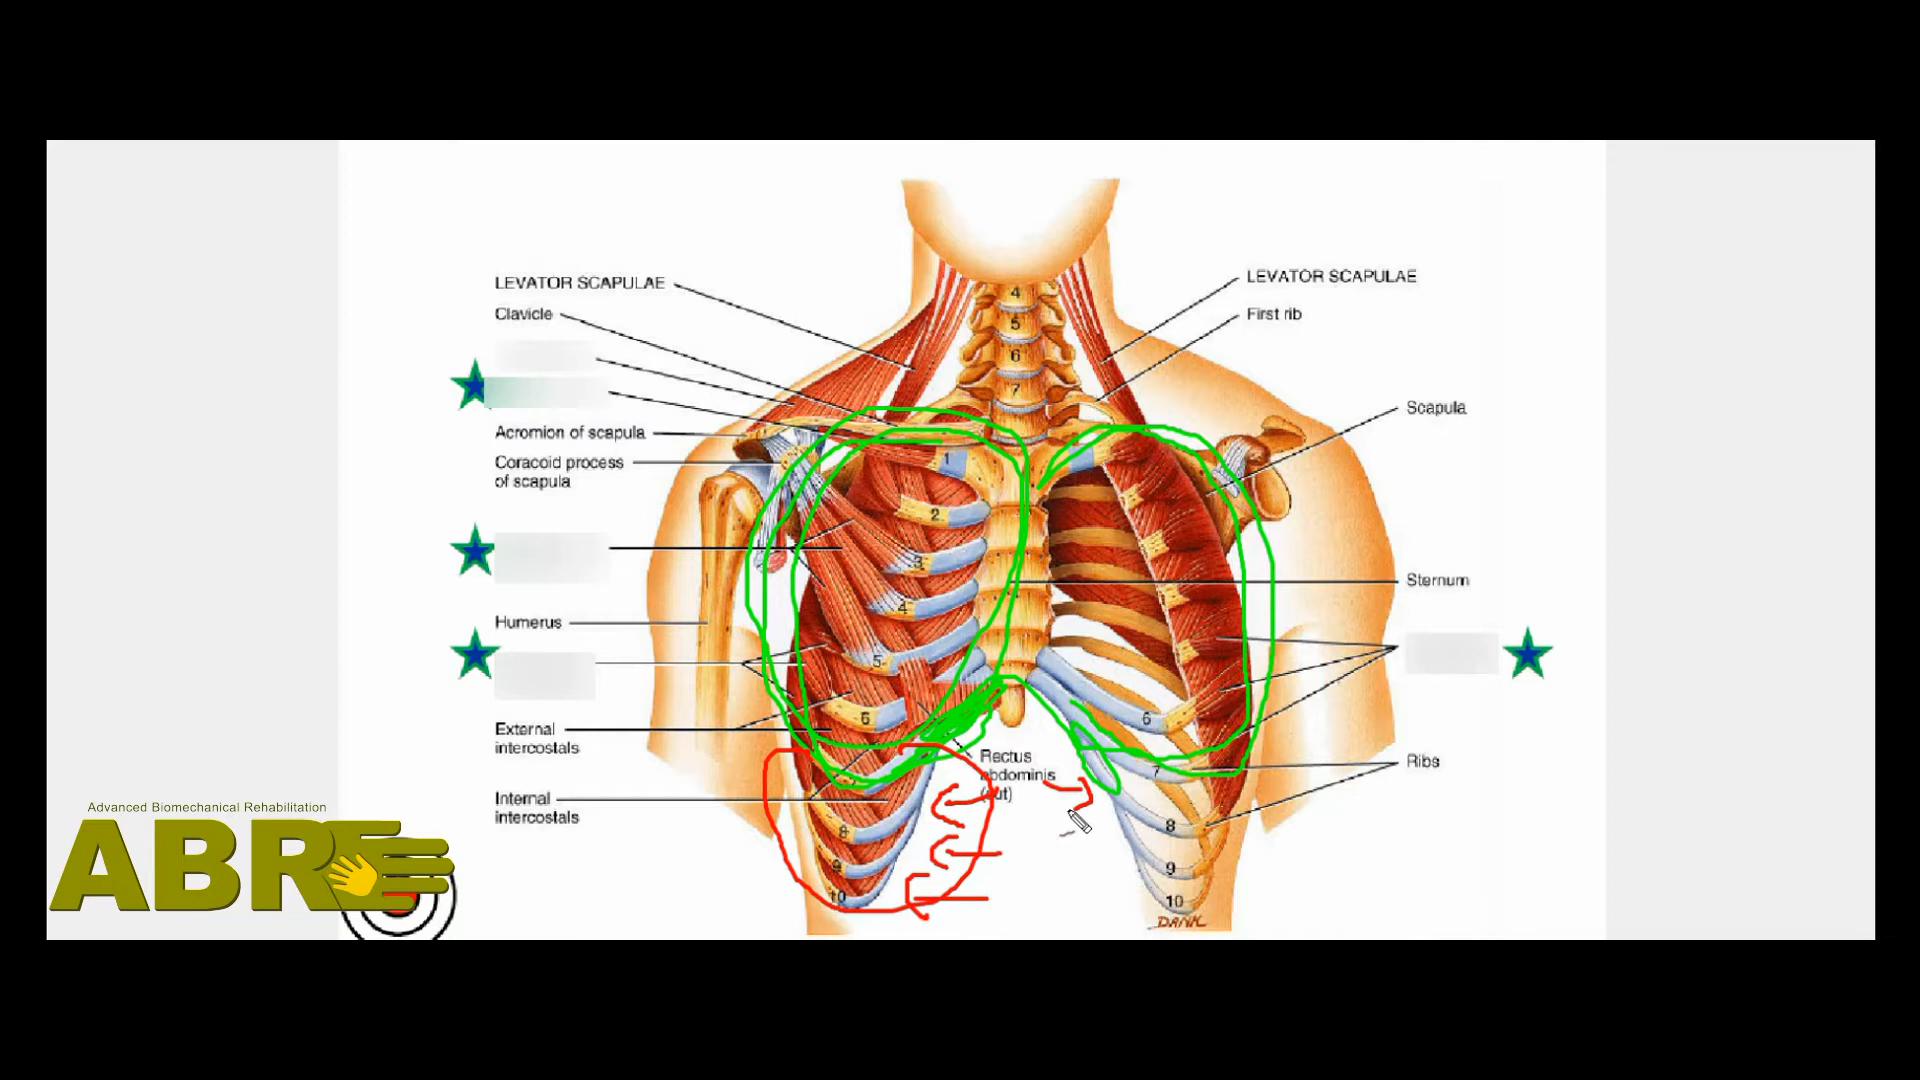 LEVATOR SCAPULAE
Clavicle
Acromion of scapula
Coracoid process
of scapula
Humerus
External
intercostals
Internal
intercostals
4
5
6
7
1
2
3
4
5
6
8
9
10
Rectus
abdominis
(cut)
LEVATOR SCAPULAE
First rib
Scapula
Sternum
Ribs
6
7
8
9
10
DANK
Advanced Biomechanical Rehabilitation
ABR